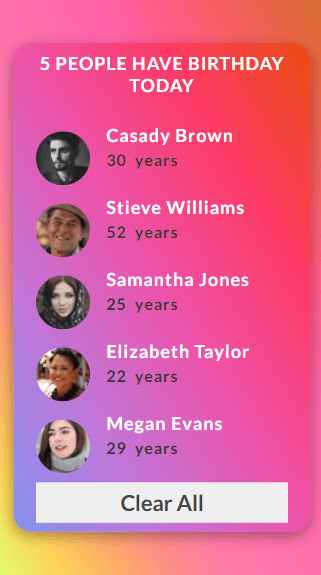 5 PEOPLE HAVE BIRTHDAY
TODAY
Casady Brown
30 years
Stieve Williams
52 years
Samantha Jones
25 years
Elizabeth Taylor
22 years
Megan Evans
29 years
Clear All